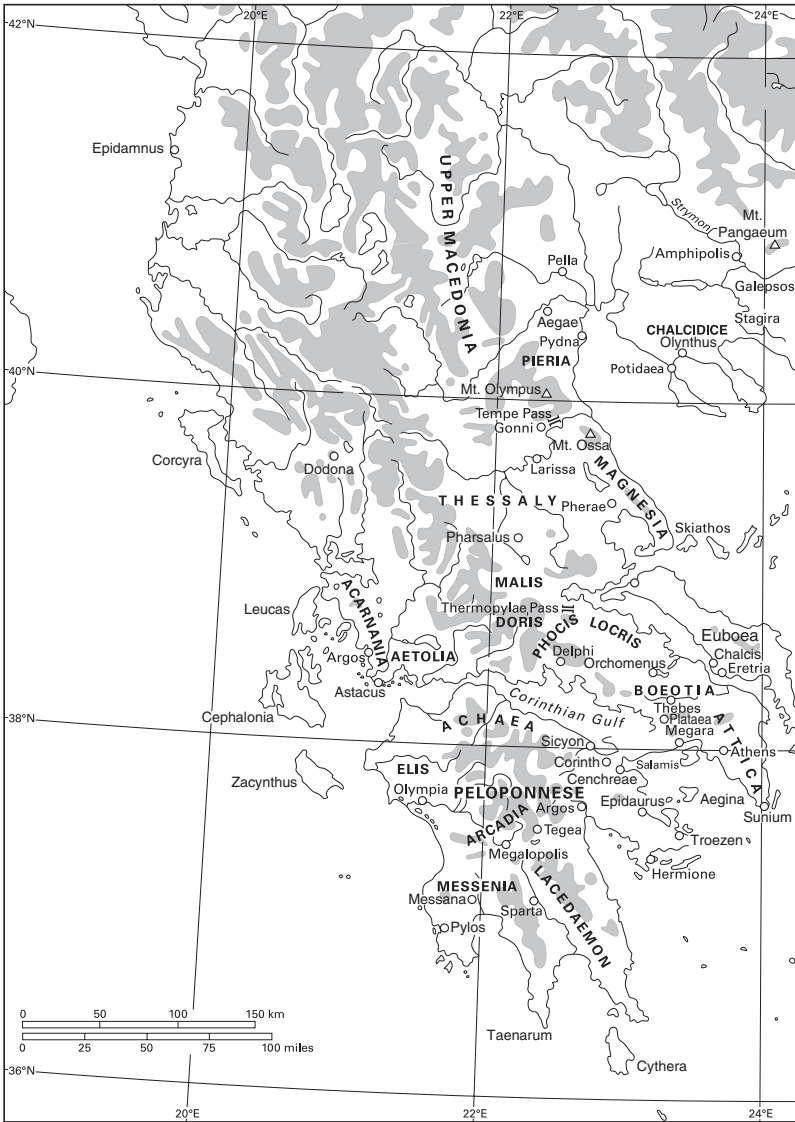 20°E
22°E
24°E
42°N
Epidamnus
UPPER MACEDONIA
Strymon
Mt.
Pangaeum
Amphipolis
Pella
Galepsos
Aegae
Stagira
Pydna
CHALCIDICE
Olynthus
PIERIA
Potidaea
40°N
Mt. Olympus
Tempe Pass
Gonni
Mt. Ossa
Corcyra
Dodona
Larissa
MAGNESIA
THESSALY
Pherae
Skiathos
Pharsalus
MALIS
ACARNANIA
Leucas
Thermopylae Pass
DORIS
PHOCIS
LOCRIS
Euboea
Argos
AETOLIA
Delphi
Chalcis
Orchomenus
Eretria
Astacus
BOEOTIA
Cephalonia
Corinthian Gulf
Thebes
38°N
ACHAEA
Plataea
ATTICA
Megara
Sicyon
Athens
ELIS
Corinth
Salamis
Zacynthus
Cenchreae
Olympia
PELOPONNESE
Argos
Epidaurus
Aegina
Sunium
ARCADIA
Tegea
Troezen
Megalopolis
Hermione
MESSENIA
LACEDAEMON
Messana
Sparta
Pylos
0 50 100 150 km
0 25 50 75 100 miles
Taenarum
Cythera
36°N
20°E
22°E
24°E